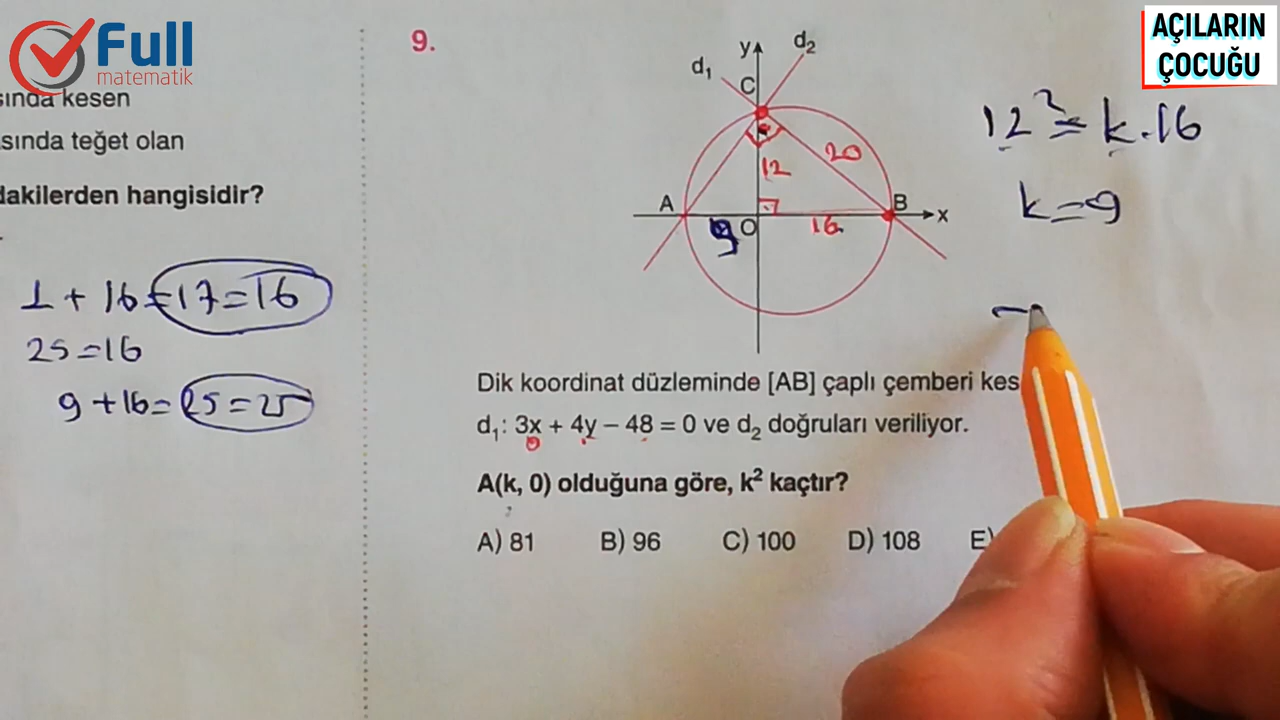 Full
matematik
AÇILARIN
ÇOCUĞU
sında kesen
sında teğet olan
dakilerden hangisidir?
1 + 16 = 17 = 16
25 = 16
9 + 16 = 25 = 25
9.
y
d₂
d₁
C
12
20
A
B
O
x
9
16
12² = k.16
k = 9
Dik koordinat düzleminde [AB] çaplı çemberi kes
d₁: 3x + 4y – 48 = 0 ve d₂ doğruları veriliyor.
A(k, 0) olduğuna göre, k² kaçtır?
A) 81 B) 96 C) 100 D) 108 E)